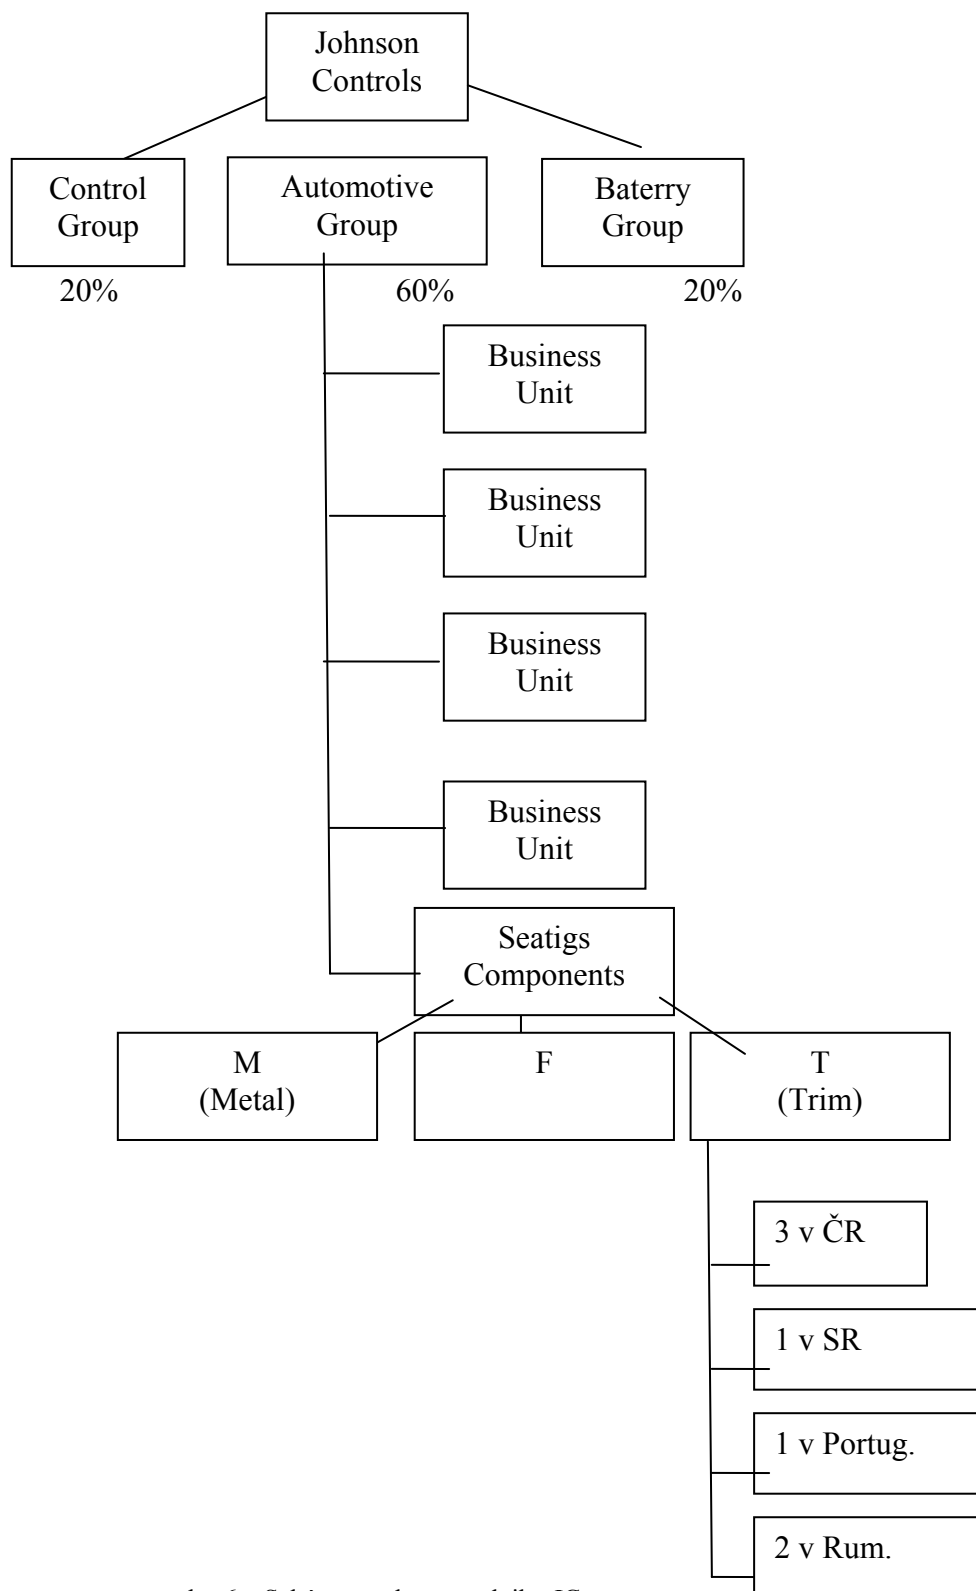 Johnson
Controls
Control
Group
Automotive
Group
Baterry
Group
20%
60%
20%
Business
Unit
Business
Unit
Business
Unit
Business
Unit
Seatigs
Components
M
(Metal)
F
T
(Trim)
3 v ČR
1 v SR
1 v Portug.
2 v Rum.